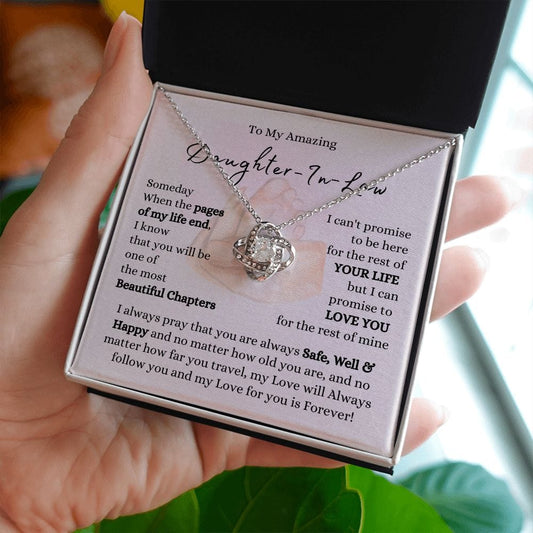 To My Amazing
Daughter-In-Law
Someday
When the pages
of my life end,
I know
that you will be
one of
the most
Beautiful Chapters
I can't promise
to be here
for the rest of
YOUR LIFE
but I can
promise to
LOVE YOU
for the rest of mine
I always pray that you are always Safe, Well &
Happy and no matter how old you are, and no
matter how far you travel, my Love will Always
follow you and my Love for you is Forever!